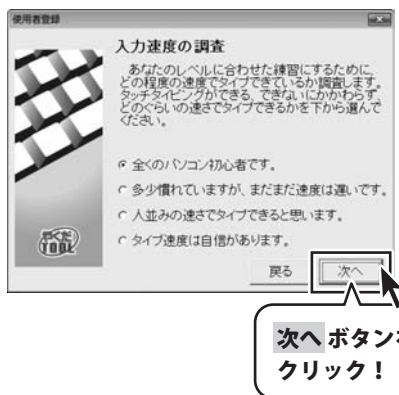 使用者登録
入力速度の調査
あなたのレベルに合わせた練習にするために、
どの程度の速度でタイプできているか調査します。
タッチタイピングができる、できないにかかわらず、
どのぐらいの速さでタイプできるかを下から選んで
ください。
全くのパソコン初心者です。
多少慣れていますが、まだまだ速度は遅いです。
人並みの速さでタイプできると思います。
タイプ速度は自信があります。
やくだ
TOOL
戻る
次へ
次へ ボタンを
クリック！